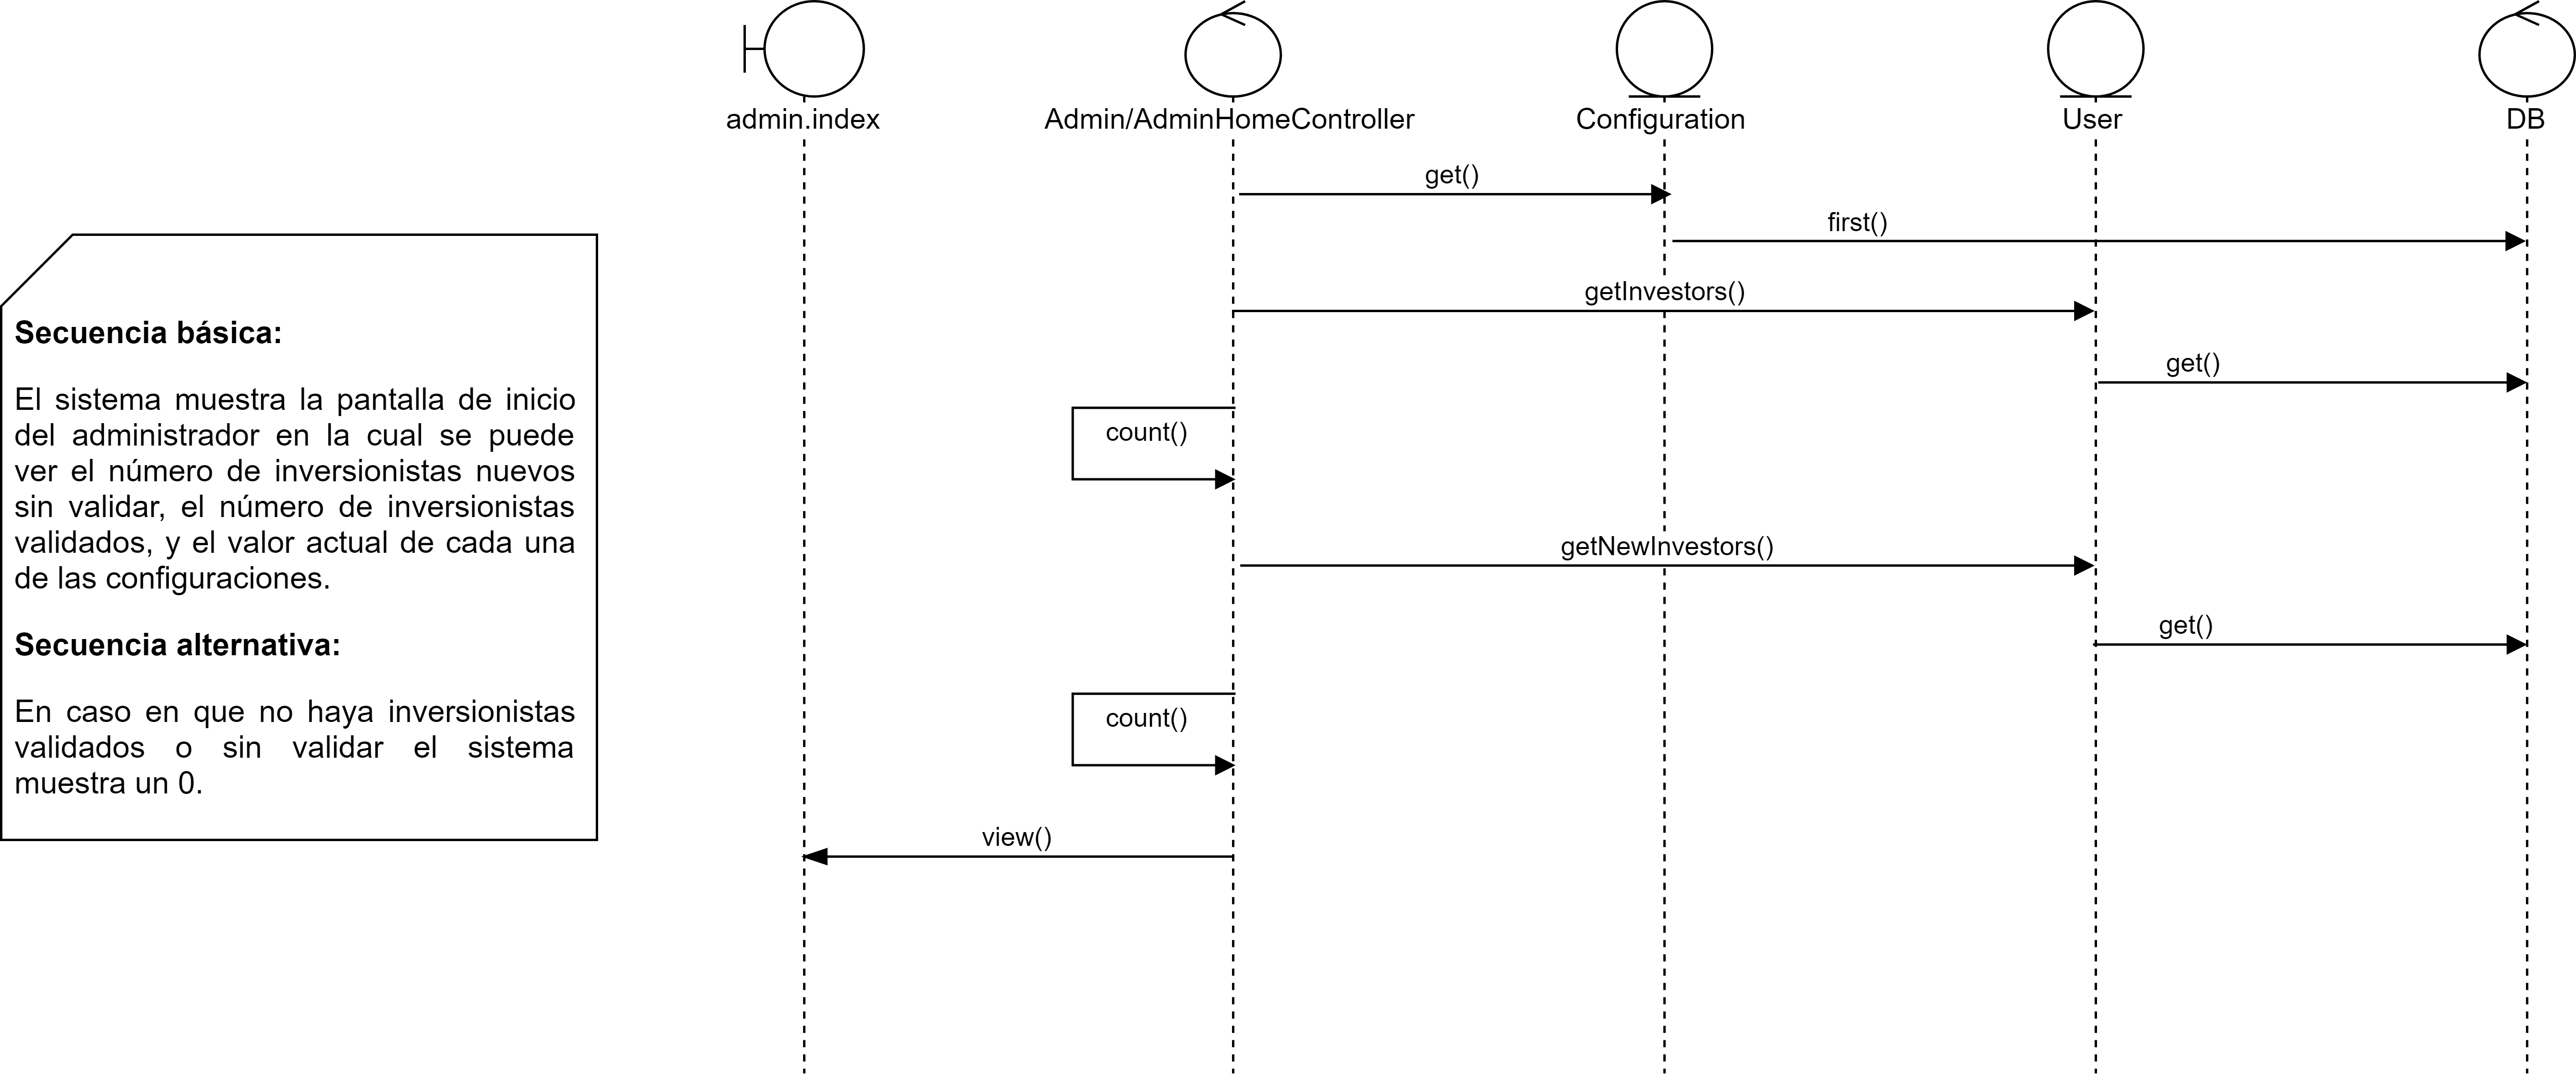 admin.index
Admin/AdminHomeController
Configuration
User
DB
get()
first()
getInvestors()
get()
count()
getNewInvestors()
get()
count()
view()
Secuencia básica:
El sistema muestra la pantalla de inicio
del administrador en la cual se puede
ver el número de inversionistas nuevos
sin validar, el número de inversionistas
validados, y el valor actual de cada una
de las configuraciones.
Secuencia alternativa:
En caso en que no haya inversionistas
validados o sin validar el sistema
muestra un 0.